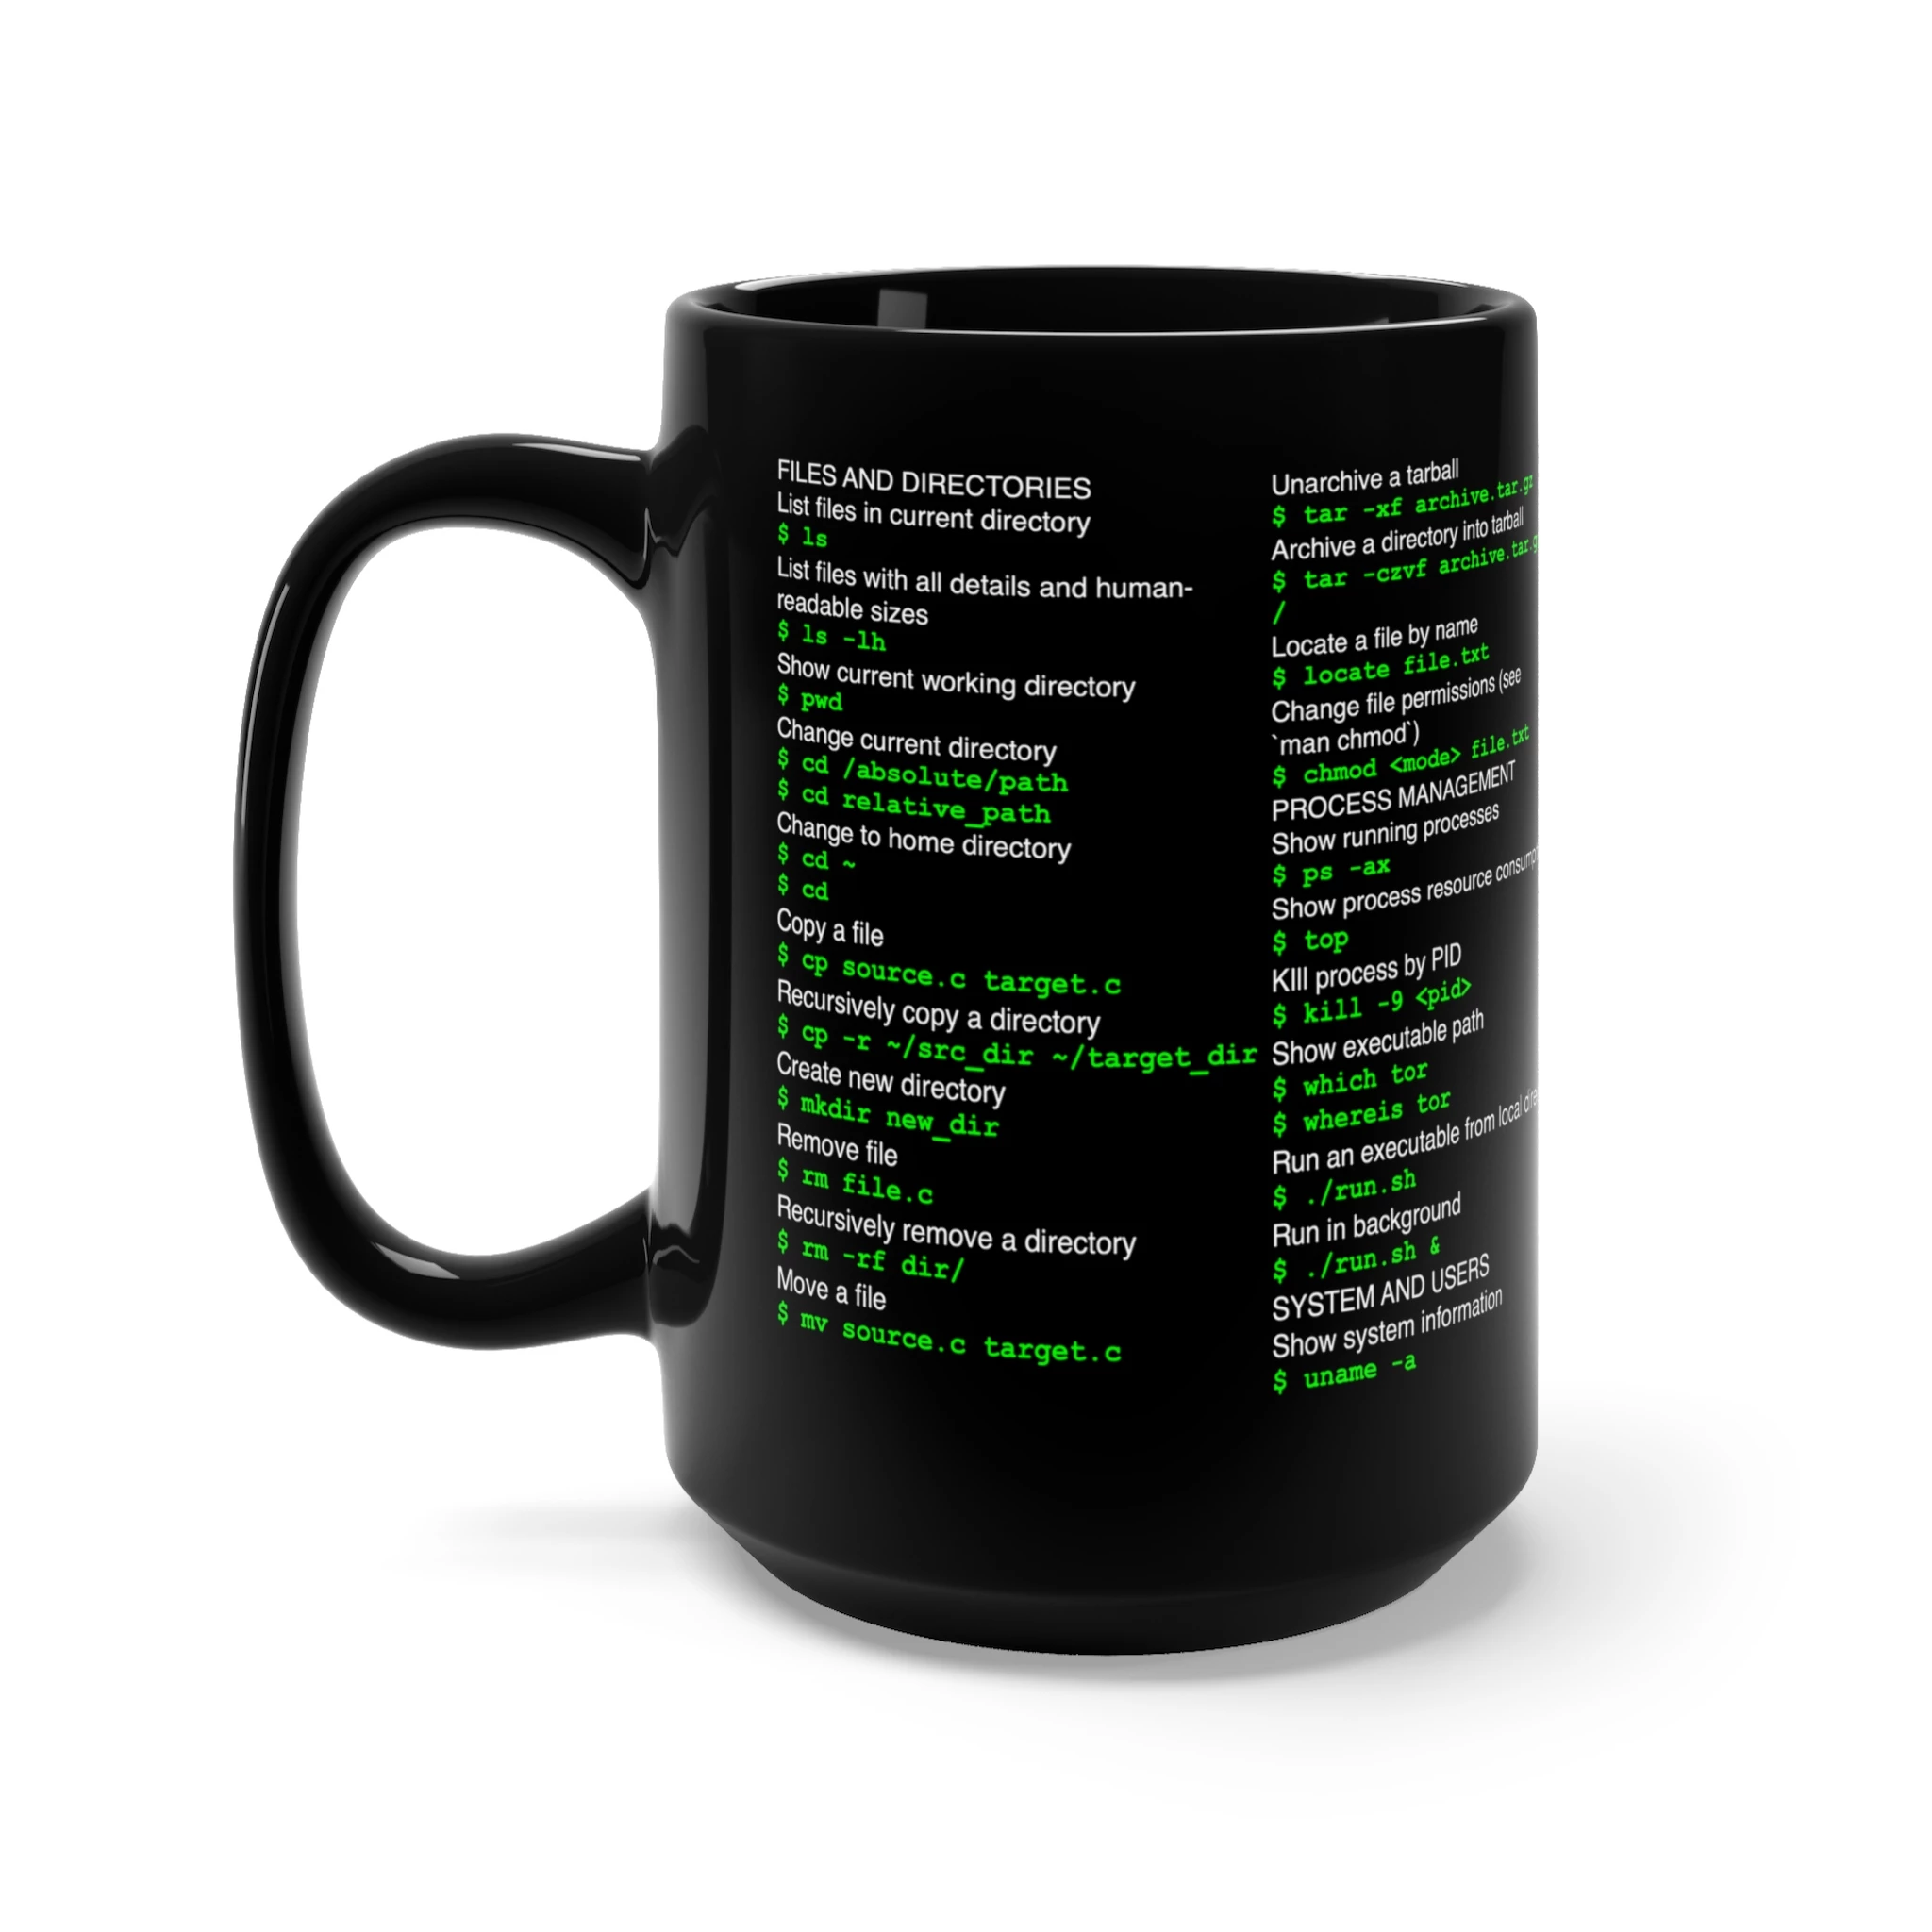 FILES AND DIRECTORIES
List files in current directory
$ ls
List files with all details and human-
readable sizes
$ ls -lh
Show current working directory
$ pwd
Change current directory
$ cd /absolute/path
$ cd relative_path
Change to home directory
$ cd ~
$ cd
Copy a file
$ cp source.c target.c
Recursively copy a directory
$ cp -r ~/src_dir ~/target_dir
Create new directory
$ mkdir new_dir
Remove file
$ rm file.c
Recursively remove a directory
$ rm -rf dir/
Move a file
$ mv source.c target.c
Unarchive a tarball
$ tar -xf archive.tar.gz
Archive a directory into tarball
$ tar -czvf
/
Locate a file by name
$ locate file.txt
Change file permissions (see
`man chmod`)
$ chmod <mode> file.txt
PROCESS MANAGEMENT
Show running processes
$ ps -ax
Show process resource
$ top
KIll process by PID
$ kill -9 <pid>
Show executable path
$ which tor
$ whereis tor
Run an executable from local
$ ./run.sh
Run in background
$ ./run.sh &
SYSTEM AND USERS
Show system information
$ uname -a